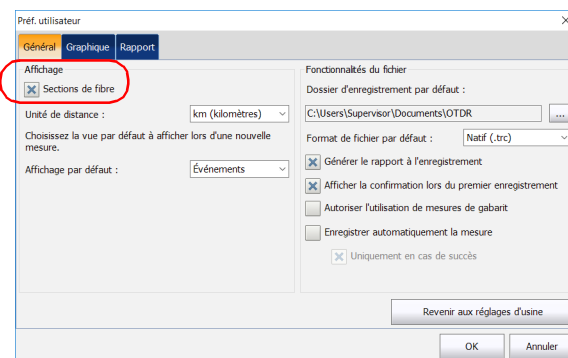 Préf. utilisateur
Général Graphique Rapport
Affichage
Sections de fibre
Unité de distance : km (kilomètres)
Choisissez la vue par défaut à afficher lors d'une nouvelle
mesure.
Affichage par défaut : Événements
Fonctionnalités du fichier
Dossier d'enregistrement par défaut :
C:\Users\Supervisor\Documents\OTDR ...
Format de fichier par défaut : Natif (.trc)
Générer le rapport à l'enregistrement
Afficher la confirmation lors du premier enregistrement
Autoriser l'utilisation de mesures de gabarit
Enregistrer automatiquement la mesure
Uniquement en cas de succès
Revenir aux réglages d'usine
OK Annuler